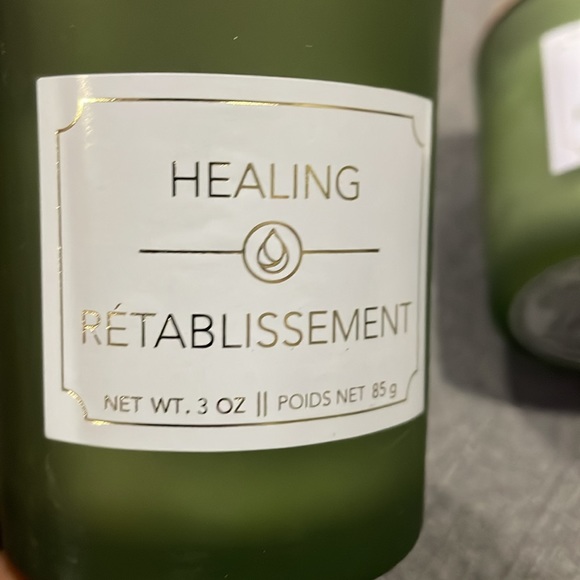 HEALING
RÉTABLISSEMENT
NET WT. 3 OZ || POIDS NET 85 g